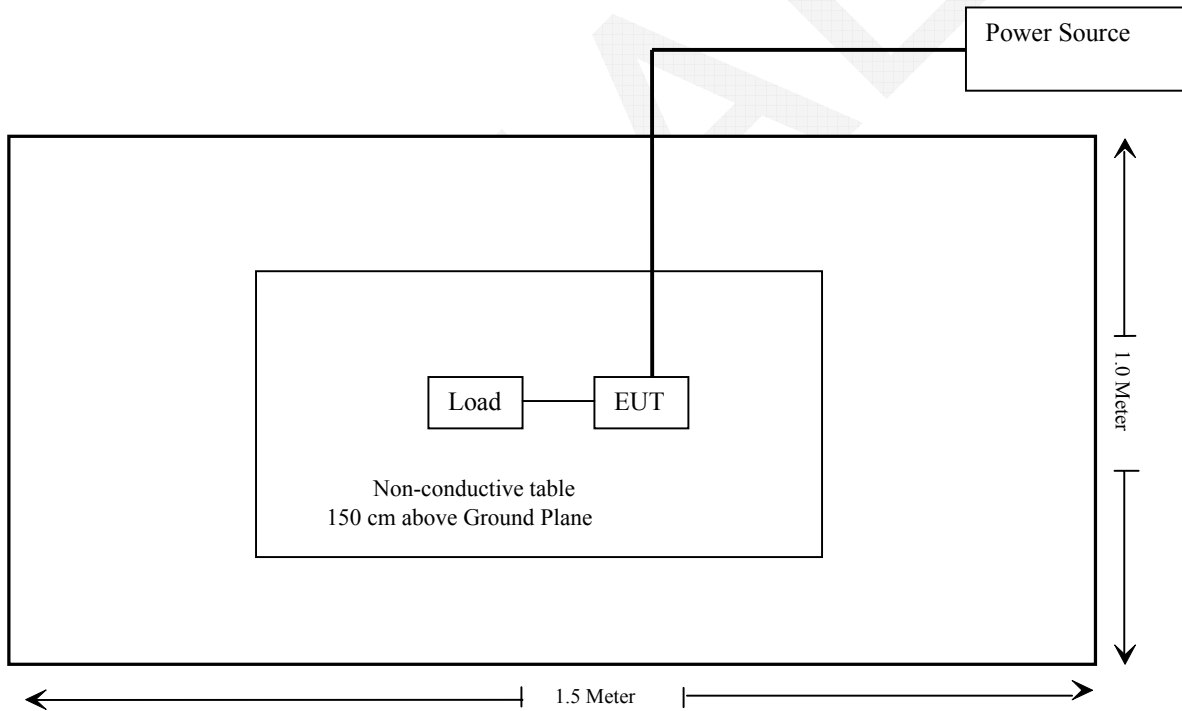 Power Source
Load
EUT
Non-conductive table
150 cm above Ground Plane
1.0 Meter
1.5 Meter